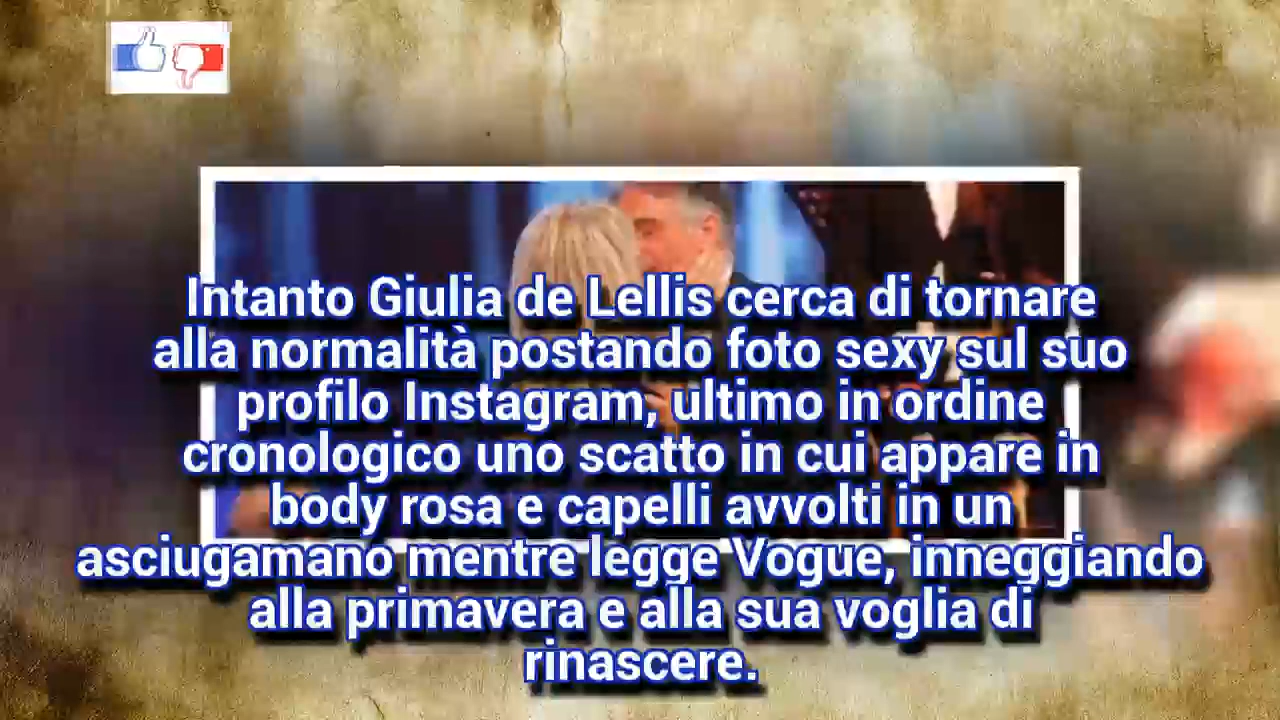 Intanto Giulia de Lellis cerca di tornare
alla normalità postando foto sexy sul suo
profilo Instagram, ultimo in ordine
cronologico uno scatto in cui appare in
body rosa e capelli avvolti in un
asciugamano mentre legge Vogue, inneggiando
alla primavera e alla sua voglia di
rinascere.